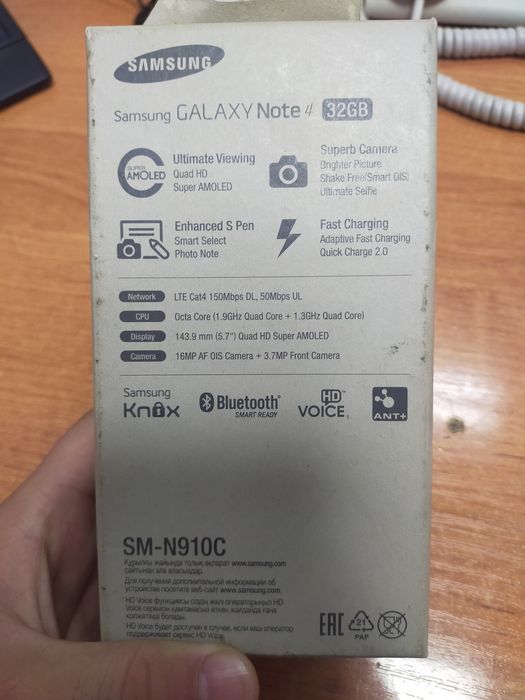 SAMSUNG
Samsung GALAXY Note 4 32GB
SUPER
AMOLED
Ultimate Viewing
Quad HD
Super AMOLED
Superb Camera
Brighter Picture
Shake Free(Smart OIS)
Ultimate Selfie
Enhanced S Pen
Smart Select
Photo Note
Fast Charging
Adaptive Fast Charging
Quick Charge 2.0
Network LTE Cat4 150Mbps DL, 50Mbps UL
CPU Octa Core (1.9GHz Quad Core + 1.3GHz Quad Core)
Display 143.9 mm (5.7") Quad HD Super AMOLED
Camera 16MP AF OIS Camera + 3.7MP Front Camera
Samsung
Knox
Bluetooth®
SMART READY
HD™
VOICE
ANT+
SM-N910C
Құрылғы жайында толық ақпарат www.samsung.com
сайтынан ала алаcыздар.
Для получения дополнительной информации об
устройстве посетите веб-сайт www.samsung.com
HD Voice функциясы сіздің желі операторыңыз HD
Voice сервисін қамтамасыз еткен жағдайда ғана
қолжетімді болады.
HD Voice будет доступен в случае, если ваш оператор
поддерживает сервис HD Voice.
EAC
21
PAP